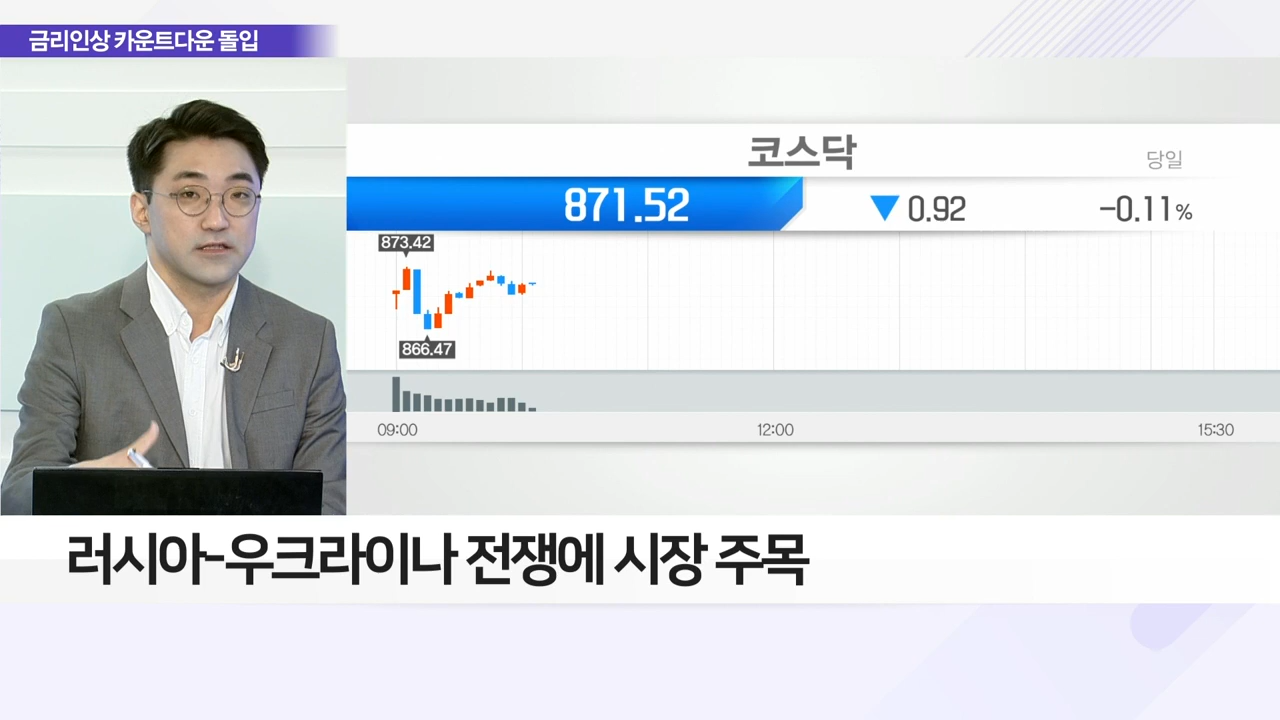 금리인상 카운트다운 돌입
코스닥
당일
871.52 ▼ 0.92 -0.11%
873.42
866.47
09:00 12:00 15:30
러시아-우크라이나 전쟁에 시장 주목